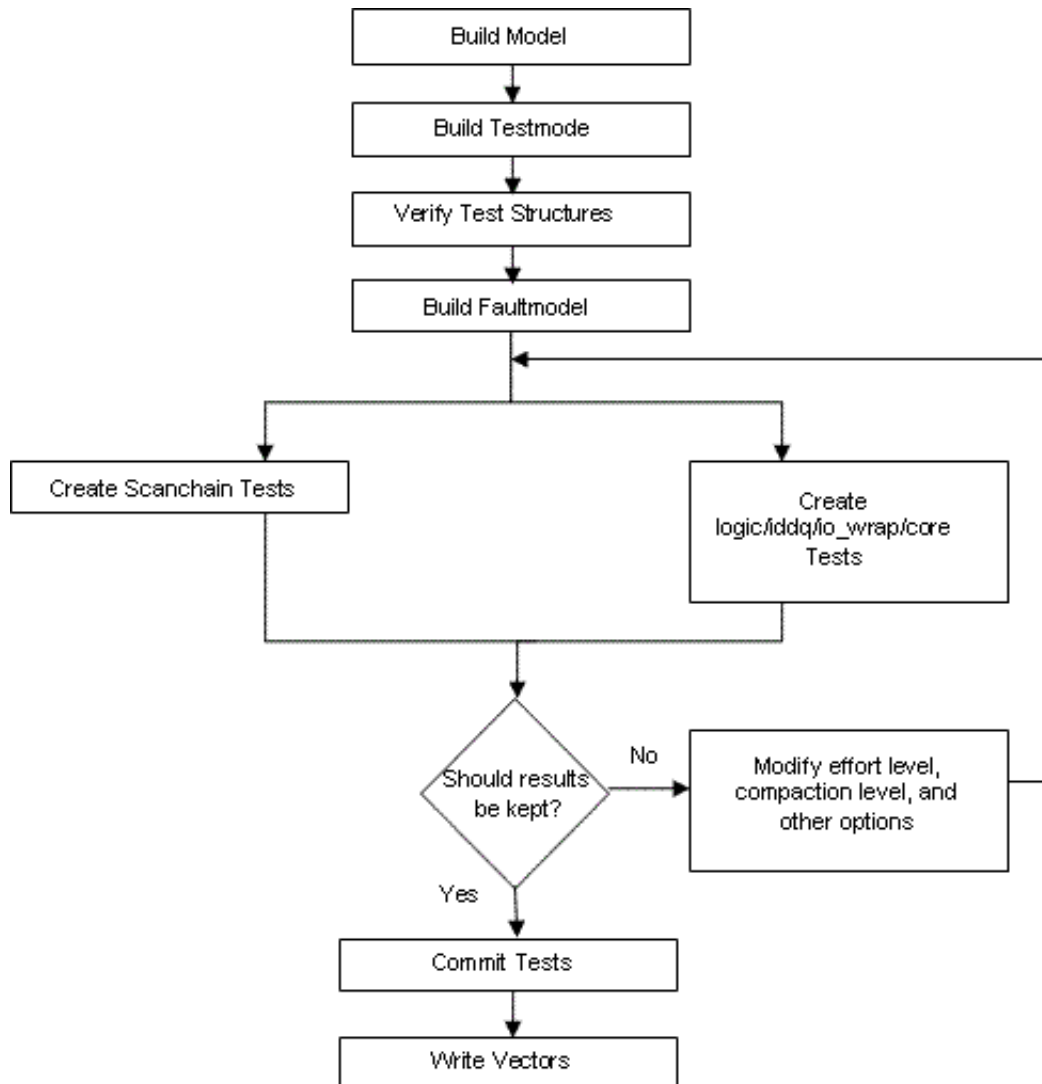 Build Model
Build Testmode
Verify Test Structures
Build Faultmodel
Create Scanchain Tests
Create
logic/iddq/io_wrap/core
Tests
Should results
be kept?
No
Modify effort level,
compaction level, and
other options
Yes
Commit Tests
Write Vectors